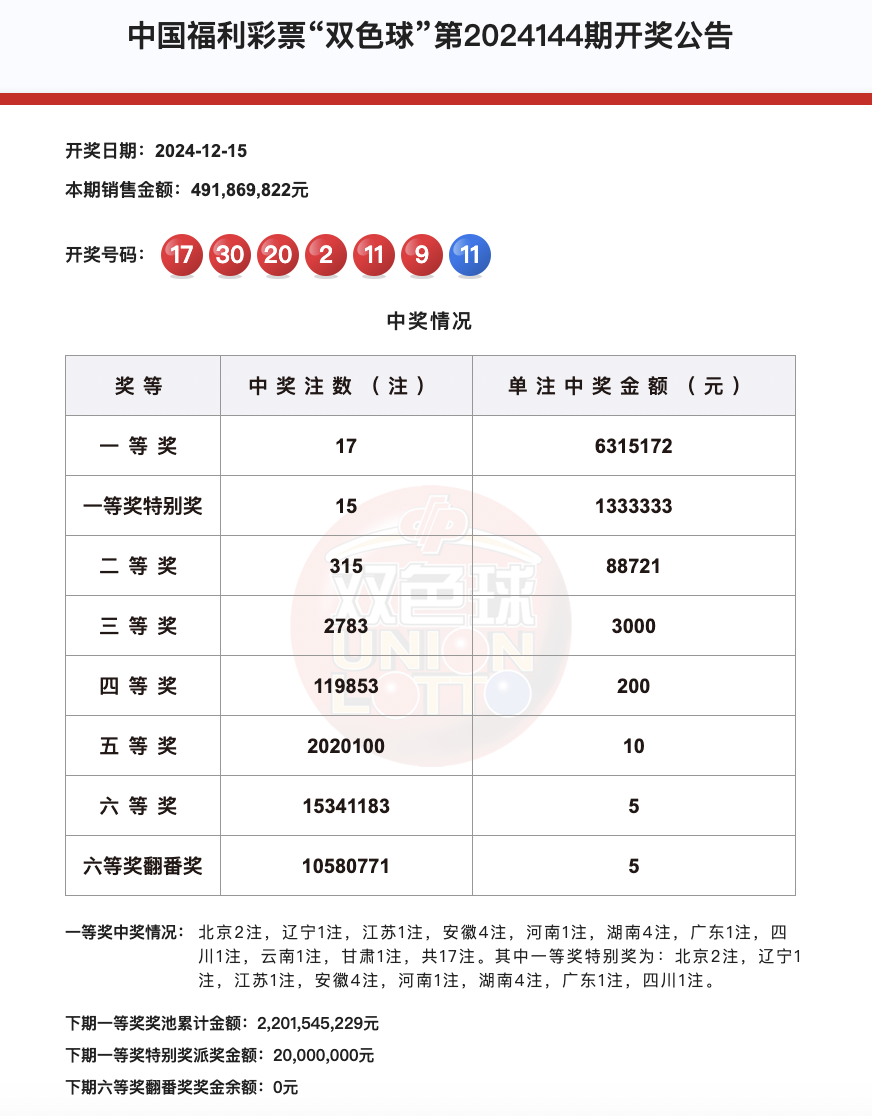 中国福利彩票“双色球”第2024144期开奖公告
开奖日期：2024-12-15
本期销售金额：491,869,822元
开奖号码： 17 30 20 2 11 9 11
中奖情况
奖等 中奖注数（注） 单注中奖金额（元）
一等奖 17 6315172
一等奖特别奖 15 1333333
二等奖 315 88721
三等奖 2783 3000
四等奖 119853 200
五等奖 2020100 10
六等奖 15341183 5
六等奖翻番奖 10580771 5
双色球
UNION
LOTTO
一等奖中奖情况： 北京2注，辽宁1注，江苏1注，安徽4注，河南1注，湖南4注，广东1注，四
川1注，云南1注，甘肃1注，共17注。其中一等奖特别奖为：北京2注，辽宁1
注，江苏1注，安徽4注，河南1注，湖南4注，广东1注，四川1注。
下期一等奖奖池累计金额：2,201,545,229元
下期一等奖特别奖派奖金额：20,000,000元
下期六等奖翻番奖奖金余额：0元